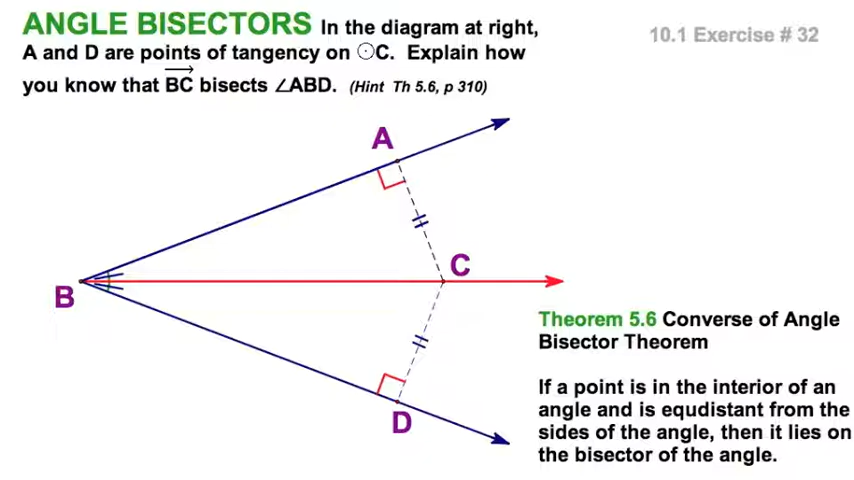 ANGLE BISECTORS In the diagram at right,
10.1 Exercise # 32
A and D are points of tangency on ⊙C. Explain how
you know that BC bisects ∠ABD. (Hint Th 5.6, p 310)
A
C
B
D
Theorem 5.6 Converse of Angle
Bisector Theorem
If a point is in the interior of an
angle and is equdistant from the
sides of the angle, then it lies on
the bisector of the angle.